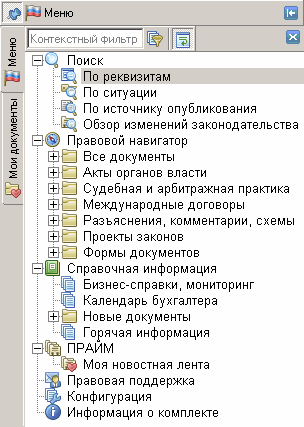 Меню
Контекстный фильтр
Меню
Мои документы
Поиск
По реквизитам
По ситуации
По источнику опубликования
Обзор изменений законодательства
Правовой навигатор
Все документы
Акты органов власти
Судебная и арбитражная практика
Международные договоры
Разъяснения, комментарии, схемы
Проекты законов
Формы документов
Справочная информация
Бизнес-справки, мониторинг
Календарь бухгалтера
Новые документы
Горячая информация
ПРАЙМ
Моя новостная лента
Правовая поддержка
Конфигурация
Информация о комплекте